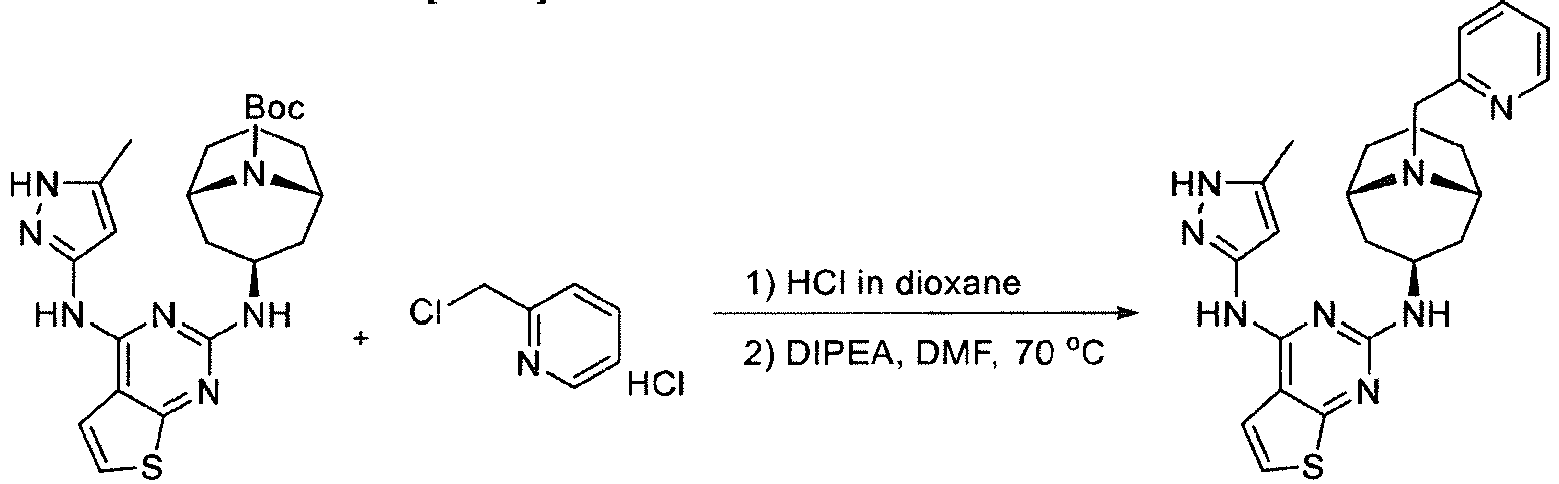 Boc
N
HN
N
HN
N
NH
N
S
+
Cl
N
HCl
1) HCl in dioxane
2) DIPEA, DMF, 70 °C
N
N
HN
N
HN
N
NH
N
S